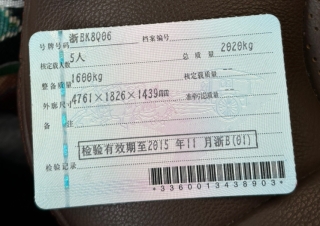 号牌号码 浙BK8Q06 档案编号
核定载人数 5人 总质量 2020kg
整备质量 1600kg 核定载质量 --
外廓尺寸 4761×1826×1439mm 准牵引总质量 --
备注
检验有效期至2015年11月浙B(01)
检验记录
*3360013438903*